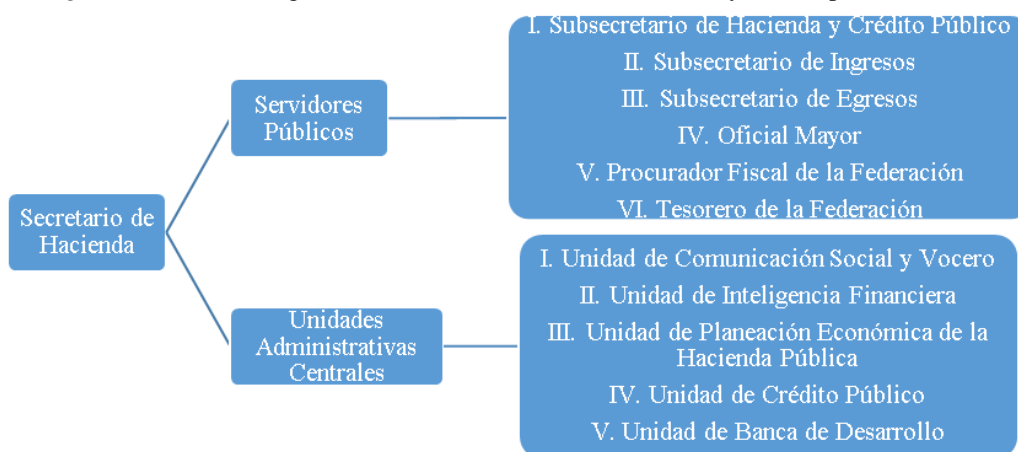 Secretario de
Hacienda
Servidores
Públicos
I. Subsecretario de Hacienda y Crédito Público
II. Subsecretario de Ingresos
III. Subsecretario de Egresos
IV. Oficial Mayor
V. Procurador Fiscal de la Federación
VI. Tesorero de la Federación
Unidades
Administrativas
Centrales
I. Unidad de Comunicación Social y Vocero
II. Unidad de Inteligencia Financiera
III. Unidad de Planeación Económica de la
Hacienda Pública
IV. Unidad de Crédito Público
V. Unidad de Banca de Desarrollo